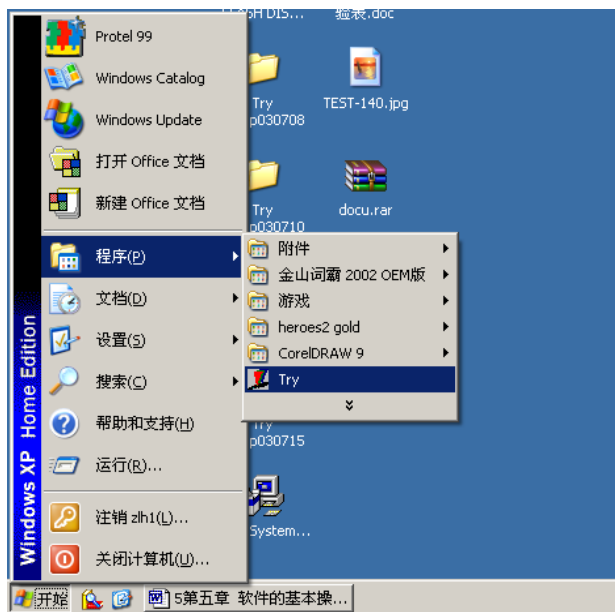 验表.doc
Protel 99
Windows Catalog
Windows Update
打开 Office 文档
新建 Office 文档
程序(P)
文档(D)
设置(S)
搜索(C)
帮助和支持(H)
运行(R)...
注销 zlh1(L)...
关闭计算机(U)...
Windows XP Home Edition
Try
p030708
TEST-140.jpg
Try
p030710
docu.rar
附件
金山词霸 2002 OEM版
游戏
heroes2 gold
CorelDRAW 9
Try
p030715
System...
开始
5第五章 软件的基本操...